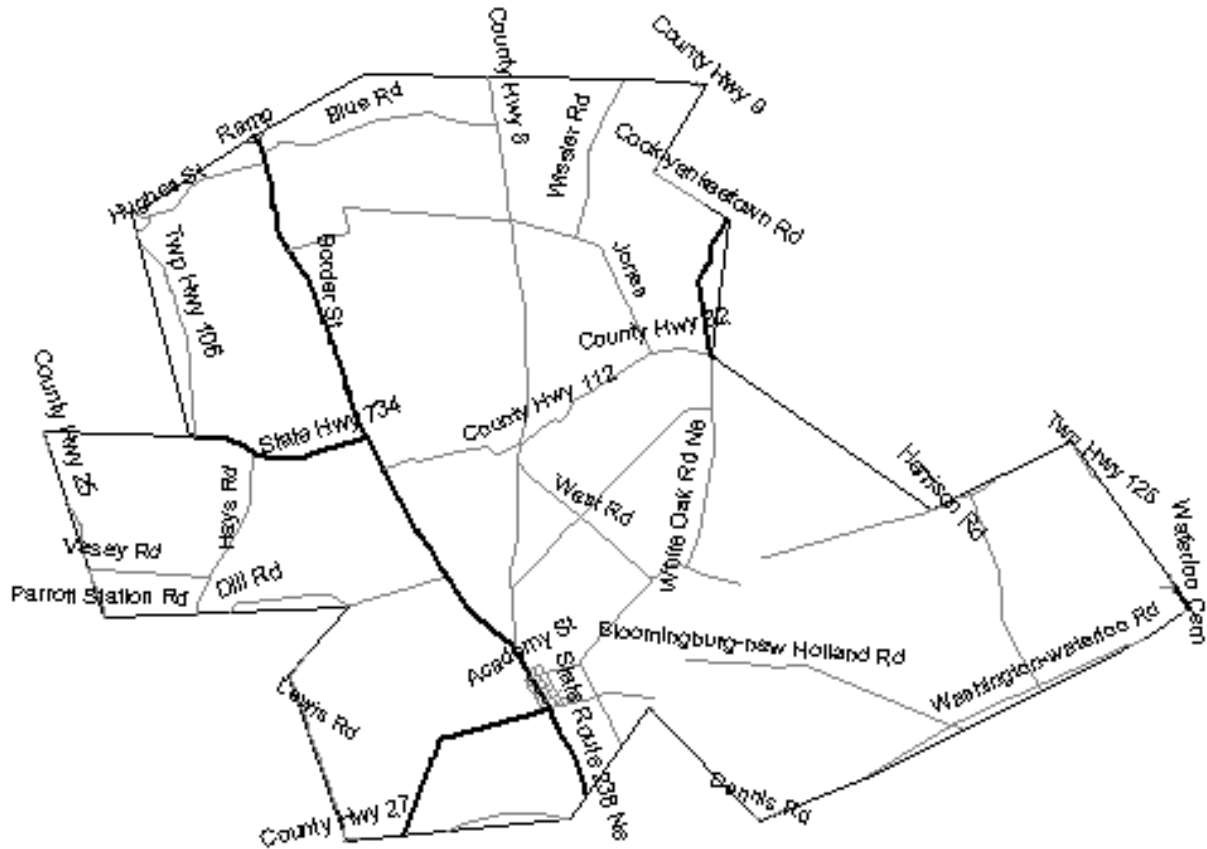 County Hwy 9
County Hwy 8
Blue Rd
Ramp
Wissler Rd
Cookyankeetown Rd
Hughes St
Twp Hwy 106
Border St
Jones
County Hwy 22
County Hwy 25
County Hwy 112
State Hwy 734
Twp Hwy 125
Harrison Rd
Hays Rd
West Rd
White Oak Rd Ne
Waterloo Cem
Vesey Rd
Dill Rd
Parrott Station Rd
Academy St
Bloomingburg-new Holland Rd
Washington-waterloo Rd
State Route 238 Ne
Lewis Rd
Dennis Rd
County Hwy 27